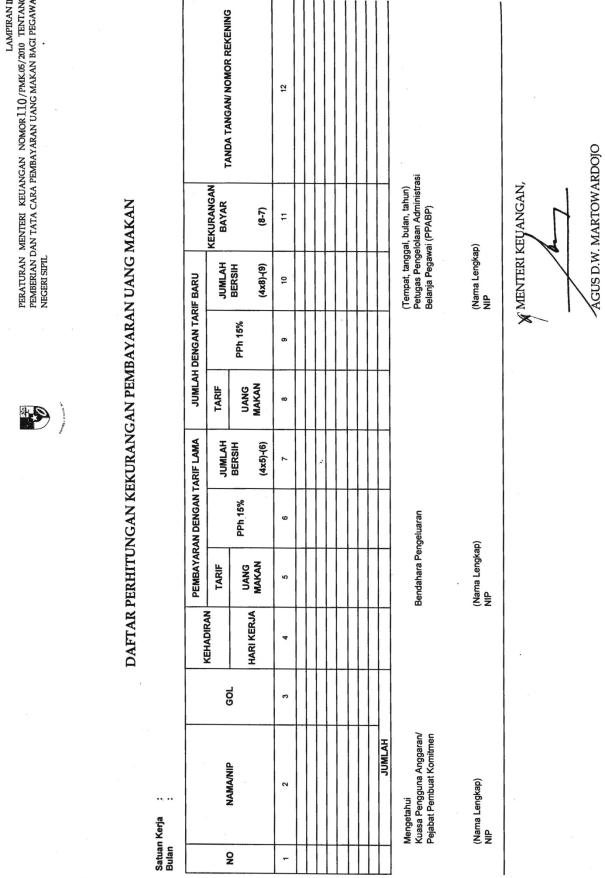 LAMPIRAN II
PERATURAN MENTERI KEUANGAN NOMOR 110/PMK.05/2010 TENTANG
PEMBERIAN DAN TATA CARA PEMBAYARAN UANG MAKAN BAGI PEGAWAI
NEGERI SIPIL
DAFTAR PERHITUNGAN KEKURANGAN PEMBAYARAN UANG MAKAN
Satuan Kerja :
Bulan :
NO
NAMA/NIP
GOL
KEHADIRAN
HARI KERJA
PEMBAYARAN DENGAN TARIF LAMA
TARIF
UANG
MAKAN
PPh 15%
JUMLAH
BERSIH
(4x5)-(6)
JUMLAH DENGAN TARIF BARU
TARIF
UANG
MAKAN
PPh 15%
JUMLAH
BERSIH
(4x8)-(9)
KEKURANGAN
BAYAR
(8-7)
TANDA TANGAN/ NOMOR REKENING
1 2 3 4 5 6 7 8 9 10 11 12
JUMLAH
Mengetahui
Kuasa Pengguna Anggaran/
Pejabat Pembuat Komitmen
(Nama Lengkap)
NIP
Bendahara Pengeluaran
(Nama Lengkap)
NIP
(Tempat, tanggal, bulan, tahun)
Petugas Pengelolaan Administrasi
Belanja Pegawai (PPABP)
(Nama Lengkap)
NIP
MENTERI KEUANGAN,
AGUS D.W. MARTOWARDOJO